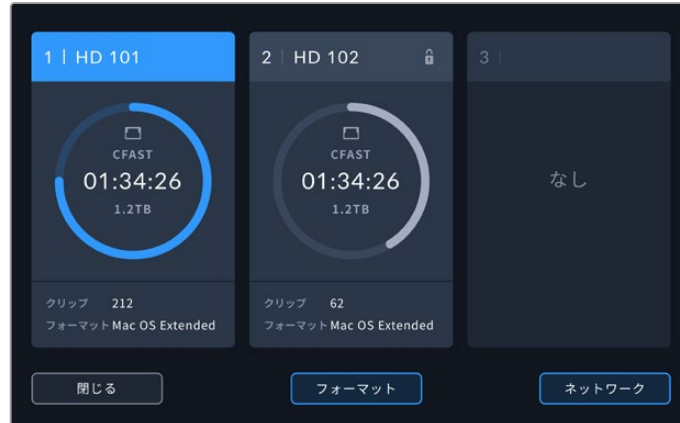 1 | HD 101
CFAST
01:34:26
1.2TB
クリップ 212
フォーマット Mac OS Extended
2 | HD 102
CFAST
01:34:26
1.2TB
クリップ 62
フォーマット Mac OS Extended
3 |
なし
閉じる
フォーマット
ネットワーク